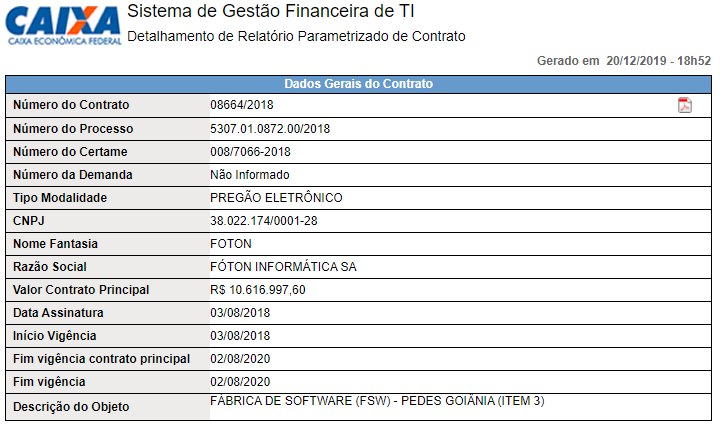 CAIXA
CAIXA ECONÔMICA FEDERAL
Sistema de Gestão Financeira de TI
Detalhamento de Relatório Parametrizado de Contrato
Gerado em 20/12/2019 - 18h52
Dados Gerais do Contrato
Número do Contrato 08664/2018
Número do Processo 5307.01.0872.00/2018
Número do Certame 008/7066-2018
Número da Demanda Não Informado
Tipo Modalidade PREGÃO ELETRÔNICO
CNPJ 38.022.174/0001-28
Nome Fantasia FOTON
Razão Social FÓTON INFORMÁTICA SA
Valor Contrato Principal R$ 10.616.997,60
Data Assinatura 03/08/2018
Início Vigência 03/08/2018
Fim vigência contrato principal 02/08/2020
Fim vigência 02/08/2020
Descrição do Objeto FÁBRICA DE SOFTWARE (FSW) - PEDES GOIÂNIA (ITEM 3)